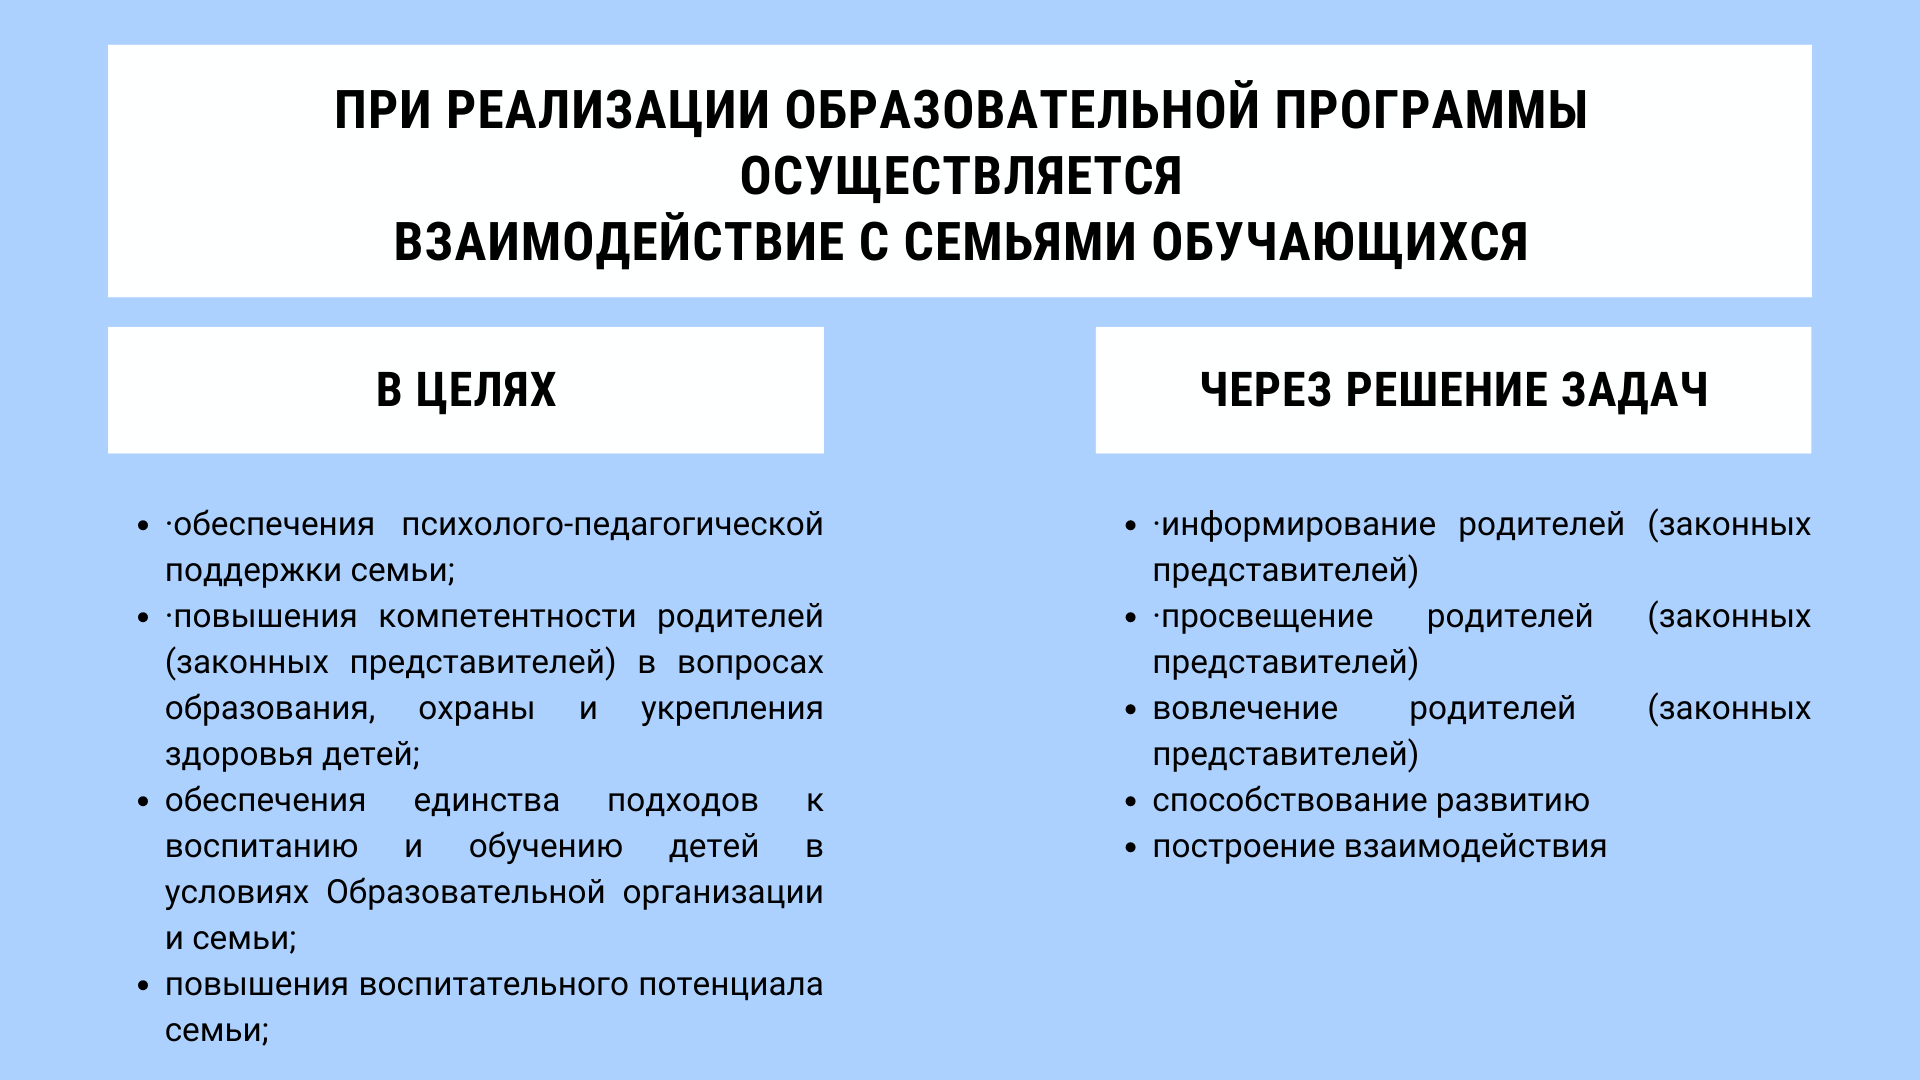 ПРИ РЕАЛИЗАЦИИ ОБРАЗОВАТЕЛЬНОЙ ПРОГРАММЫ
ОСУЩЕСТВЛЯЕТСЯ
ВЗАИМОДЕЙСТВИЕ С СЕМЬЯМИ ОБУЧАЮЩИХСЯ
В ЦЕЛЯХ
• ·обеспечения психолого-педагогической
поддержки семьи;
• ·повышения компетентности родителей
(законных представителей) в вопросах
образования, охраны и укрепления
здоровья детей;
• обеспечения единства подходов к
воспитанию и обучению детей в
условиях Образовательной организации
и семьи;
• повышения воспитательного потенциала
семьи;
ЧЕРЕЗ РЕШЕНИЕ ЗАДАЧ
• ·информирование родителей (законных
представителей)
• ·просвещение родителей (законных
представителей)
• вовлечение родителей (законных
представителей)
• способствование развитию
• построение взаимодействия